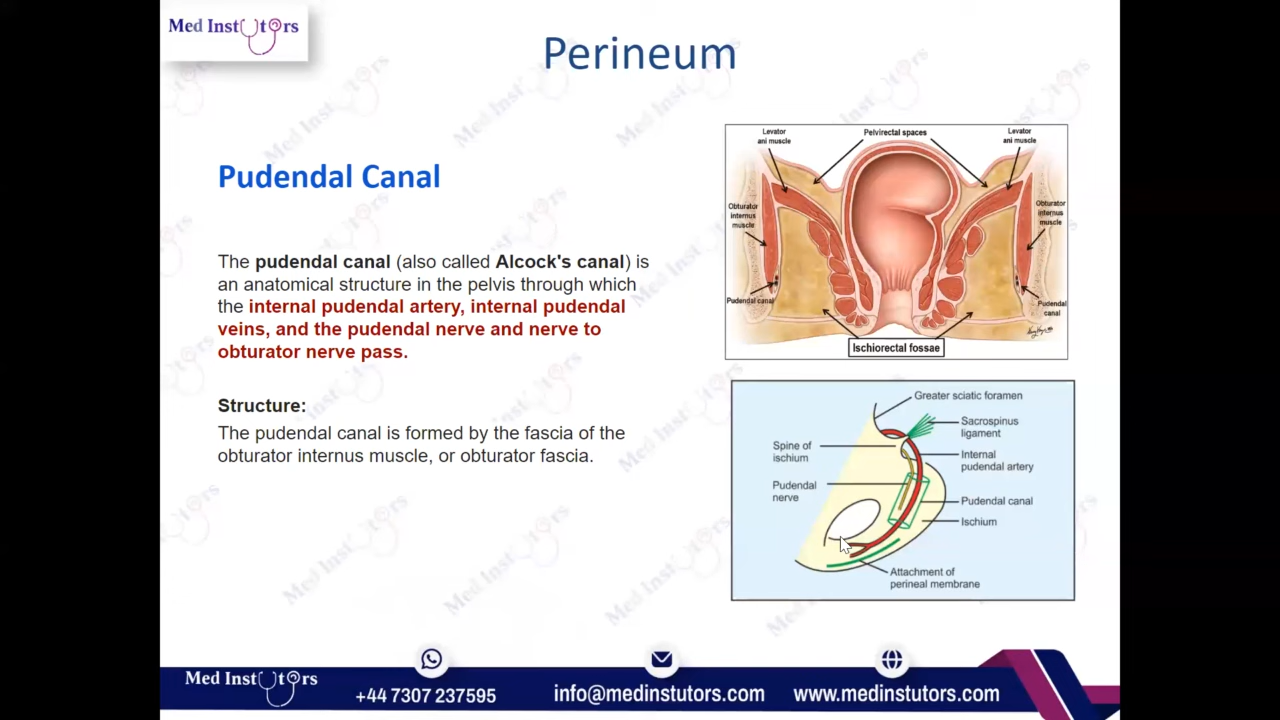 Med Instutors
Perineum
Pudendal Canal
The pudendal canal (also called Alcock's canal) is
an anatomical structure in the pelvis through which
the internal pudendal artery, internal pudendal
veins, and the pudendal nerve and nerve to
obturator nerve pass.
Structure:
The pudendal canal is formed by the fascia of the
obturator internus muscle, or obturator fascia.
Levator
ani muscle
Pelvirectal spaces
Levator
ani muscle
Obturator
internus
muscle
Obturator
internus
muscle
Pudendal canal
Pudendal
canal
Ischiorectal fossae
Greater sciatic foramen
Sacrospinus
ligament
Spine of
ischium
Internal
pudendal artery
Pudendal
nerve
Pudendal canal
Ischium
Attachment of
perineal membrane
Med Instutors
+44 7307 237595
info@medinstutors.com
www.medinstutors.com